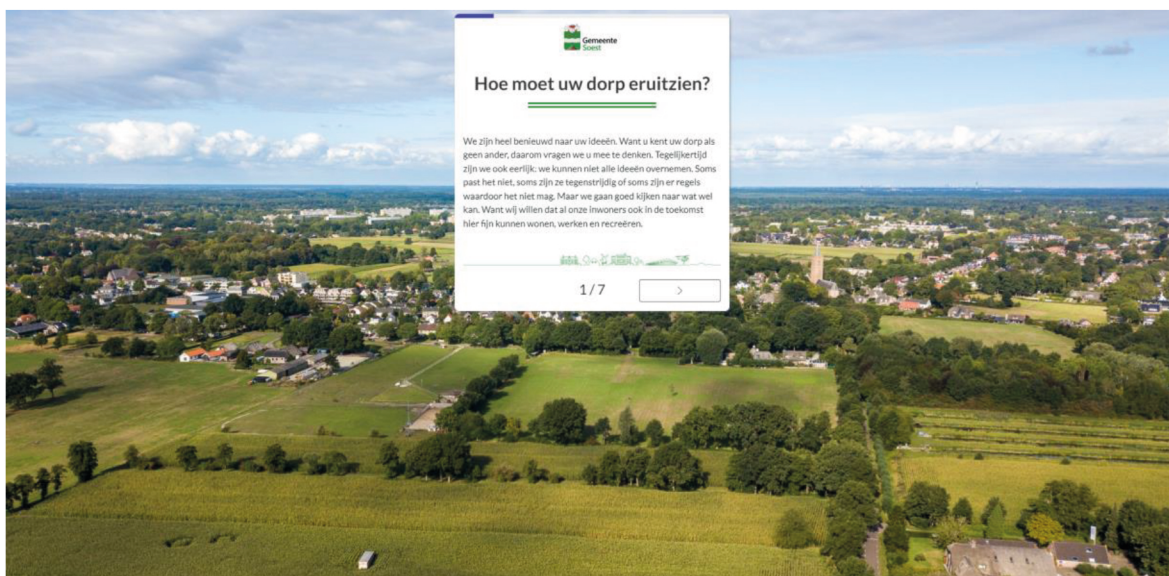 Gemeente
Soest
Hoe moet uw dorp eruitzien?
We zijn heel benieuwd naar uw ideeën. Want u kent uw dorp als
geen ander, daarom vragen we u mee te denken. Tegelijkertijd
zijn we ook eerlijk: we kunnen niet alle ideeën overnemen. Soms
past het niet, soms zijn ze tegenstrijdig of soms zijn er regels
waardoor het niet mag. Maar we gaan goed kijken naar wat wel
kan. Want wij willen dat al onze inwoners ook in de toekomst
hier fijn kunnen wonen, werken en recreëren.
1/7